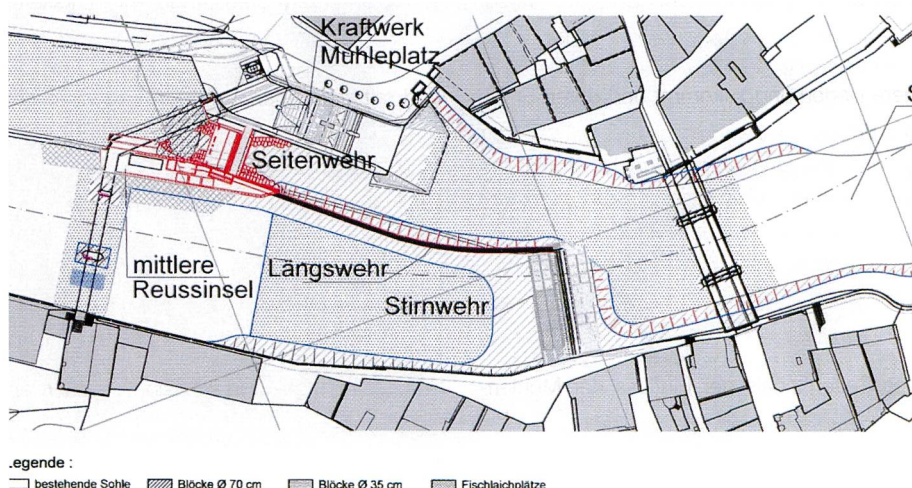 Kraftwerk
Mühleplatz
S
Seitenwehr
mittlere
Reussinsel
Längswehr
Stirnwehr
.egende :
bestehende Sohle Blöcke Ø 70 cm Blöcke Ø 35 cm Fischlaichplätze